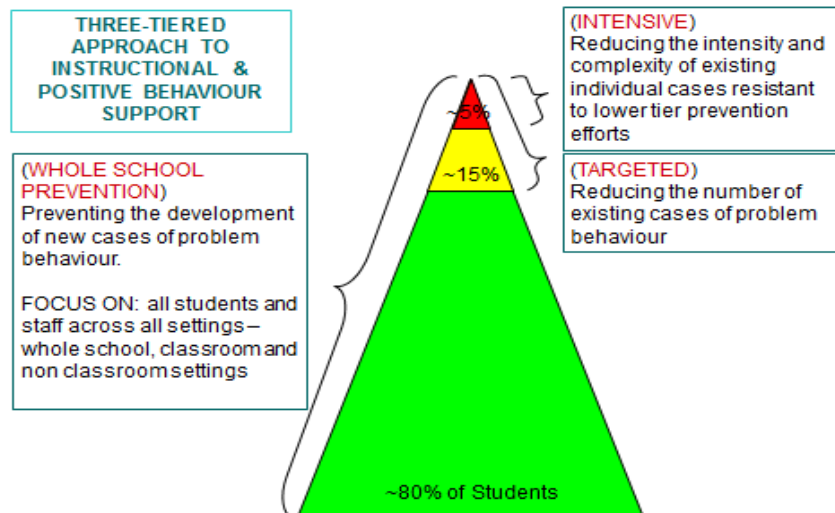 THREE-TIERED
APPROACH TO
INSTRUCTIONAL &
POSITIVE BEHAVIOUR
SUPPORT
(INTENSIVE)
Reducing the intensity and
complexity of existing
individual cases resistant
to lower tier prevention
efforts
~5%
(WHOLE SCHOOL
PREVENTION)
Preventing the development
of new cases of problem
behaviour.
FOCUS ON: all students and
staff across all settings –
whole school, classroom and
non classroom settings
~15%
(TARGETED)
Reducing the number of
existing cases of problem
behaviour
~80% of Students